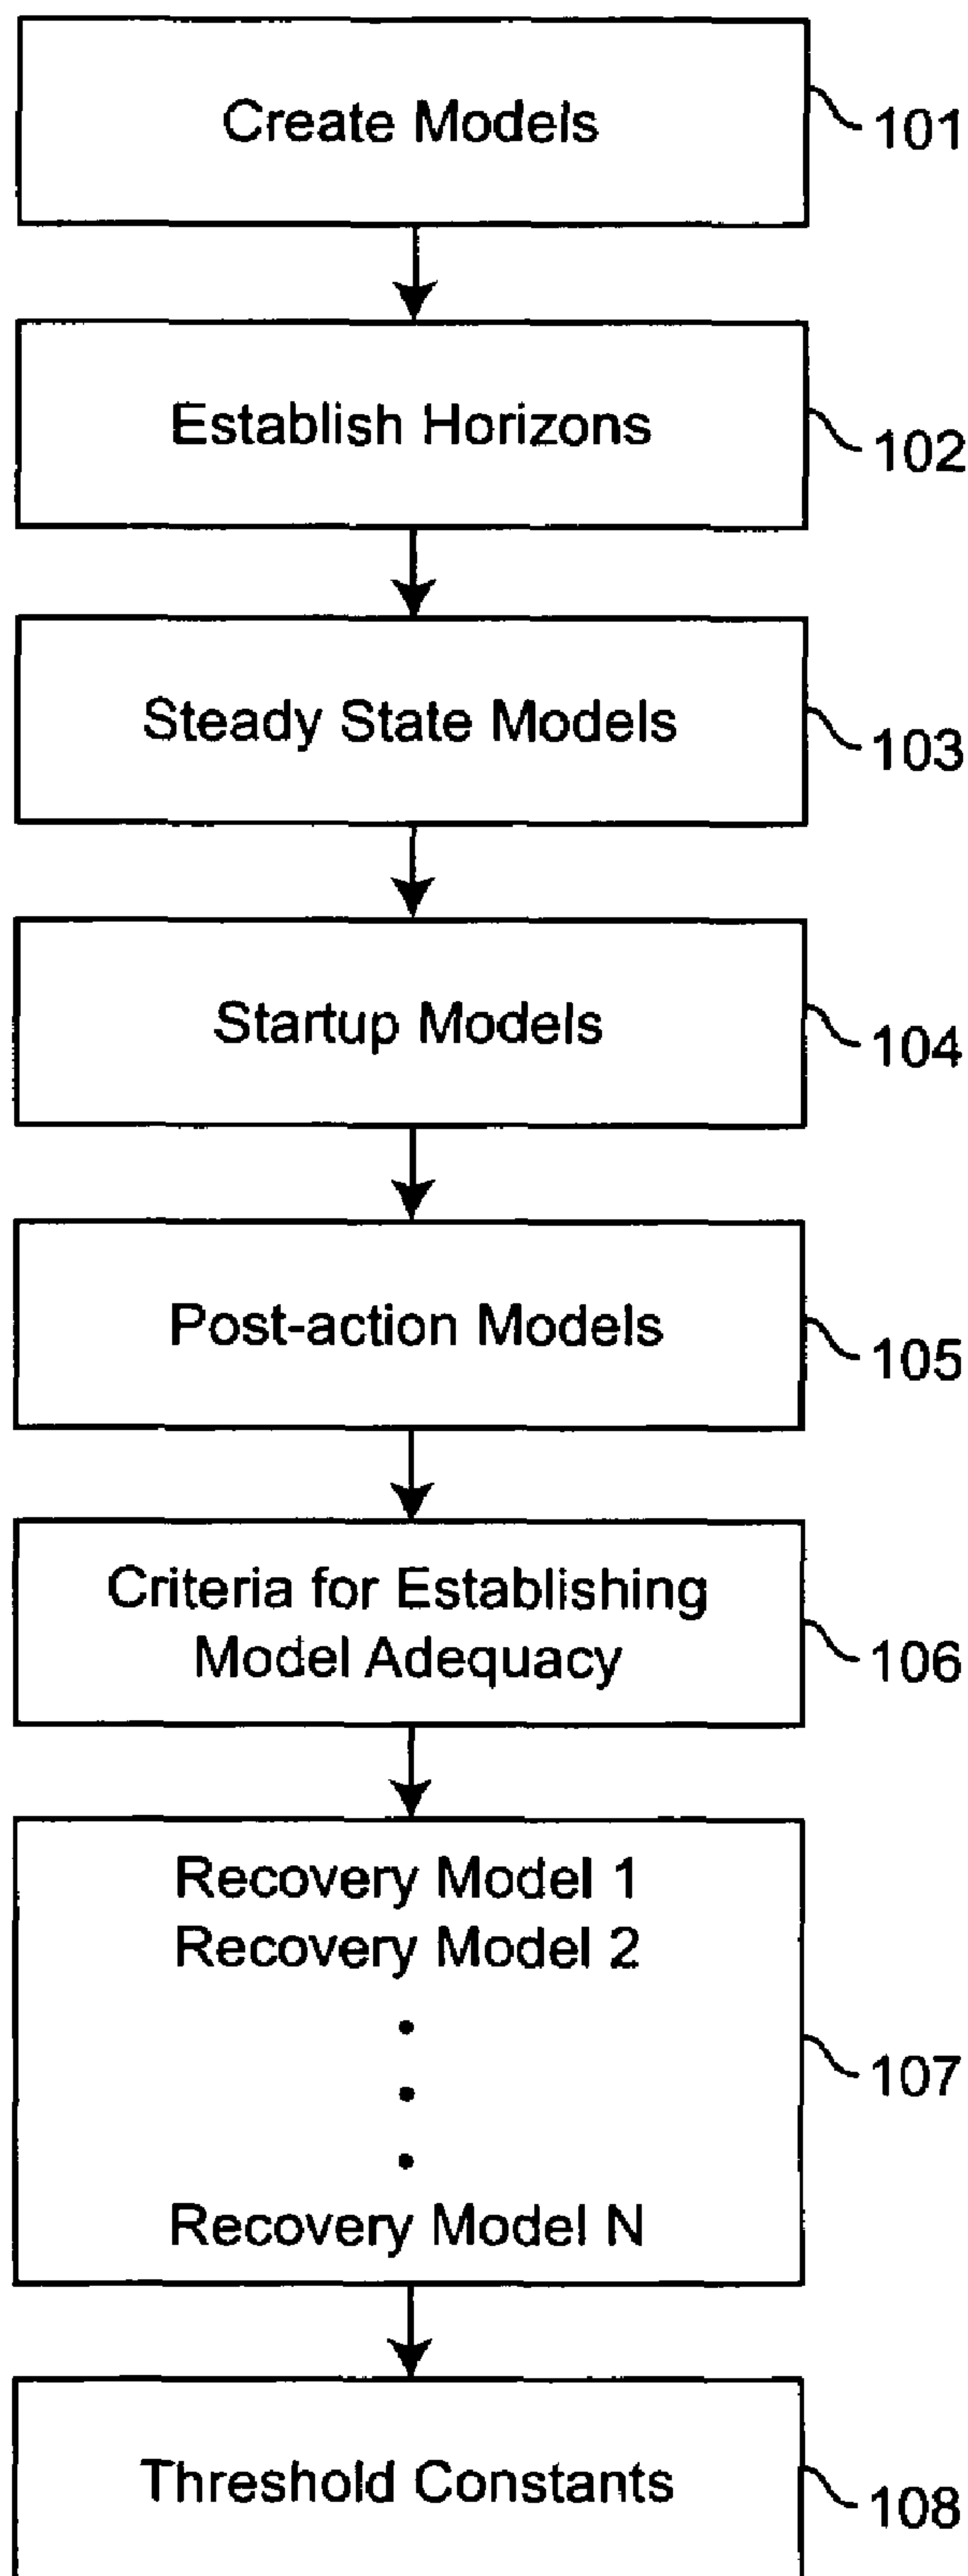 Create Models
101
Establish Horizons
102
Steady State Models
103
Startup Models
104
Post-action Models
105
Criteria for Establishing
Model Adequacy
106
Recovery Model 1
Recovery Model 2
Recovery Model N
107
Threshold Constants
108